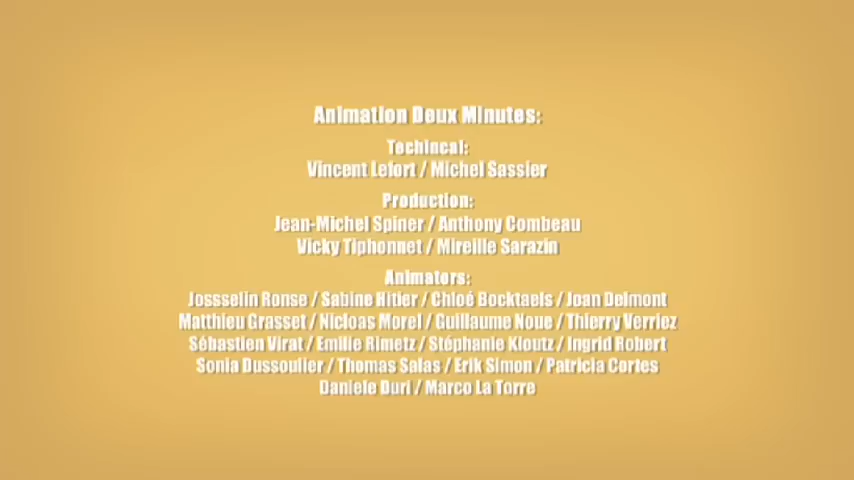 Animation Deux Minutes:
Techincal:
Vincent Lefort / Michel Sassier
Production:
Jean-Michel Spiner / Anthony Combeau
Vicky Tiphonnet / Mireille Sarazin
Animators:
Jossselin Ronse / Sabine Hitier / Chloé Bocktaels / Joan Delmont
Matthieu Grasset / Nicloas Morel / Guillaume Noue / Thierry Verriez
Sébastien Virat / Emilie Rimetz / Stéphanie Kloutz / Ingrid Robert
Sonia Dussoulier / Thomas Salas / Erik Simon / Patricia Cortes
Daniele Duri / Marco La Torre